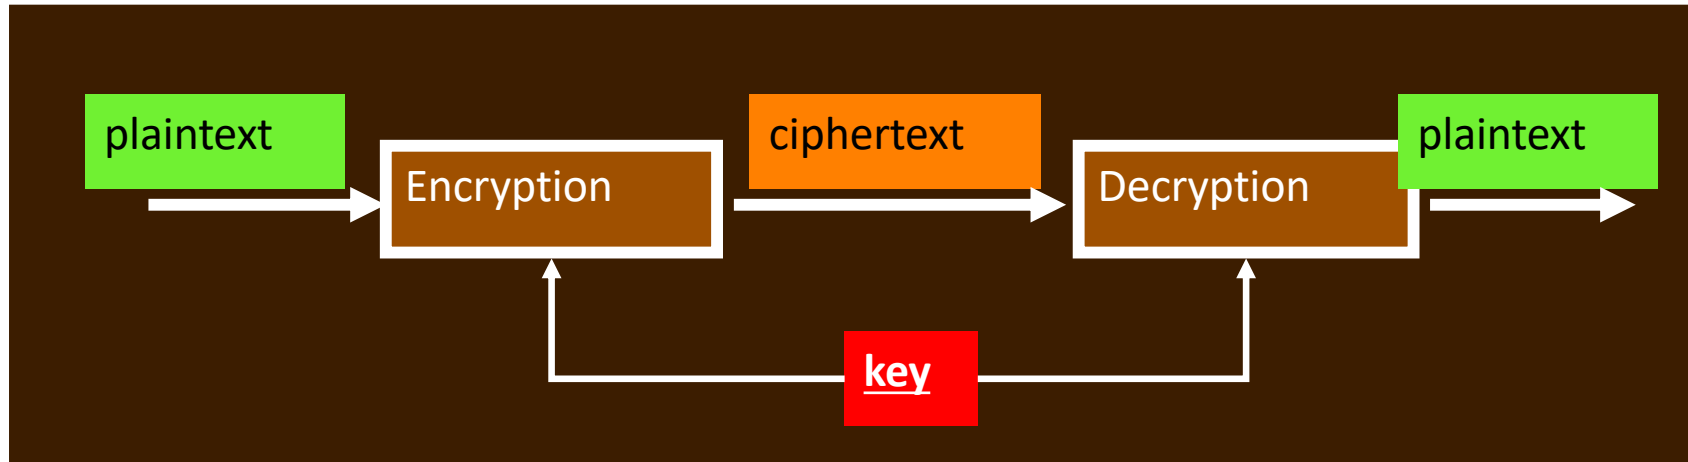 plaintext
Encryption
ciphertext
Decryption
plaintext
key